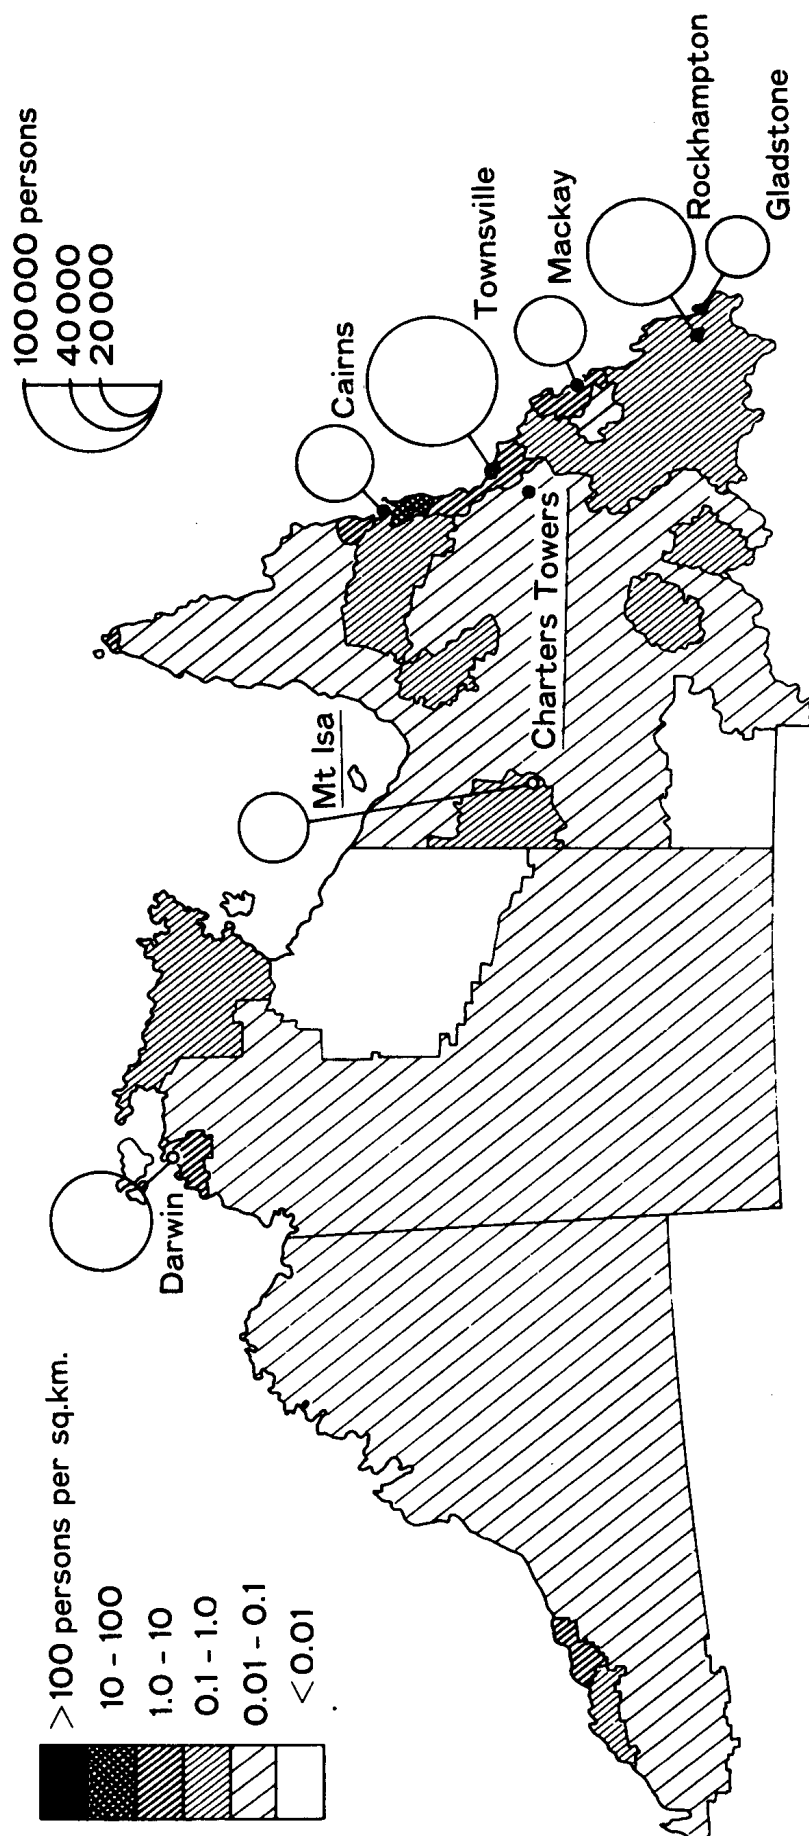 >100 persons per sq.km.
10 - 100
1.0 - 10
0.1 - 1.0
0.01 - 0.1
<0.01
100 000 persons
40 000
20 000
Darwin
Mt Isa
Cairns
Townsville
Charters Towers
Mackay
Rockhampton
Gladstone